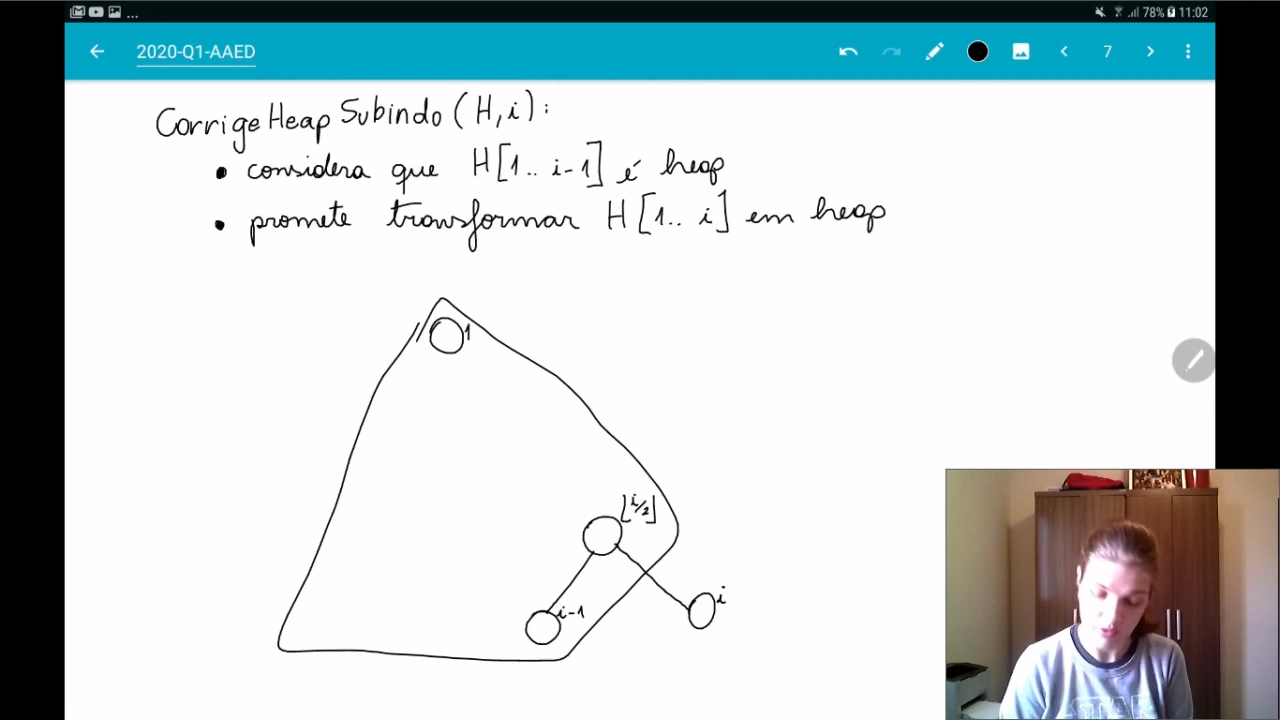 ... 78% 11:02
2020-Q1-AAED 7
CorrigeHeapSubindo(H,i):
• considera que H[1.. i-1] é heap
• promete transformar H[1.. i] em heap
1
⌊i/2⌋
i-1
i